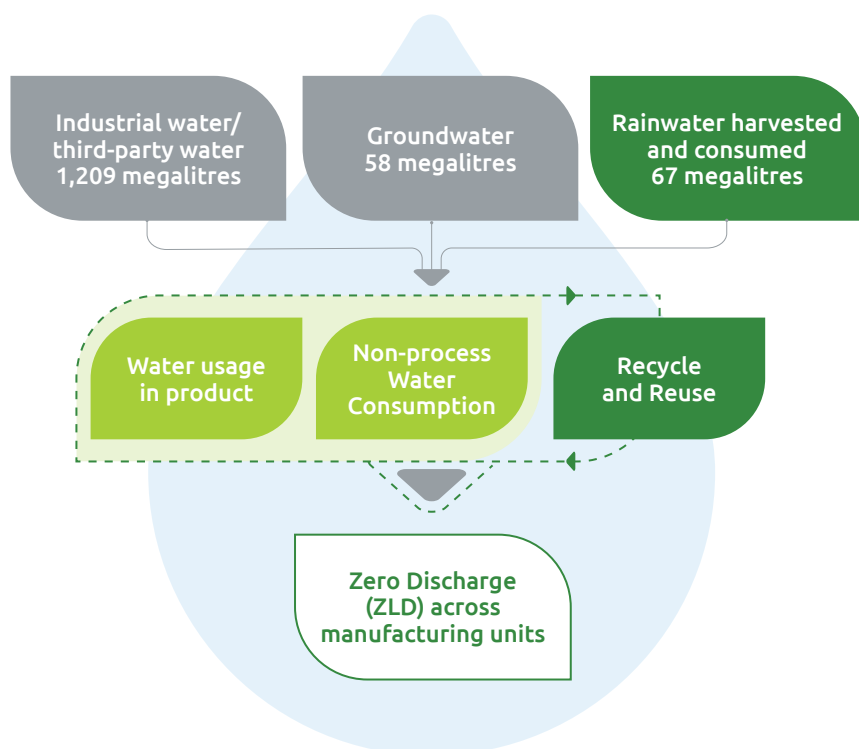 Industrial water/
third-party water
1,209 megalitres
Groundwater
58 megalitres
Rainwater harvested
and consumed
67 megalitres
Water usage
in product
Non-process
Water
Consumption
Recycle
and Reuse
Zero Discharge
(ZLD) across
manufacturing units